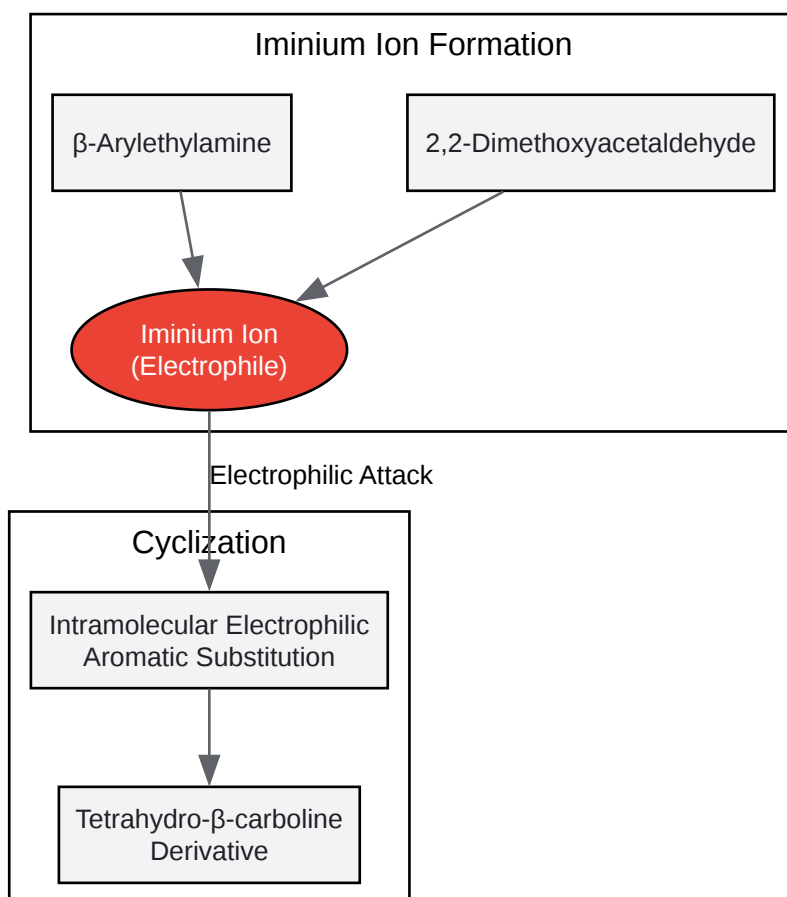 Iminium Ion Formation
β-Arylethylamine
2,2-Dimethoxyacetaldehyde
Iminium Ion
(Electrophile)
Electrophilic Attack
Cyclization
Intramolecular Electrophilic
Aromatic Substitution
Tetrahydro-β-carboline
Derivative